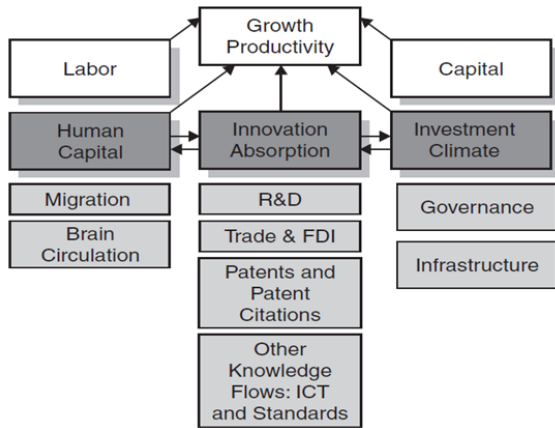 Growth
Productivity
Labor
Capital
Human
Capital
Innovation
Absorption
Investment
Climate
Migration
Brain
Circulation
R&D
Trade & FDI
Patents and
Patent
Citations
Other
Knowledge
Flows: ICT
and Standards
Governance
Infrastructure